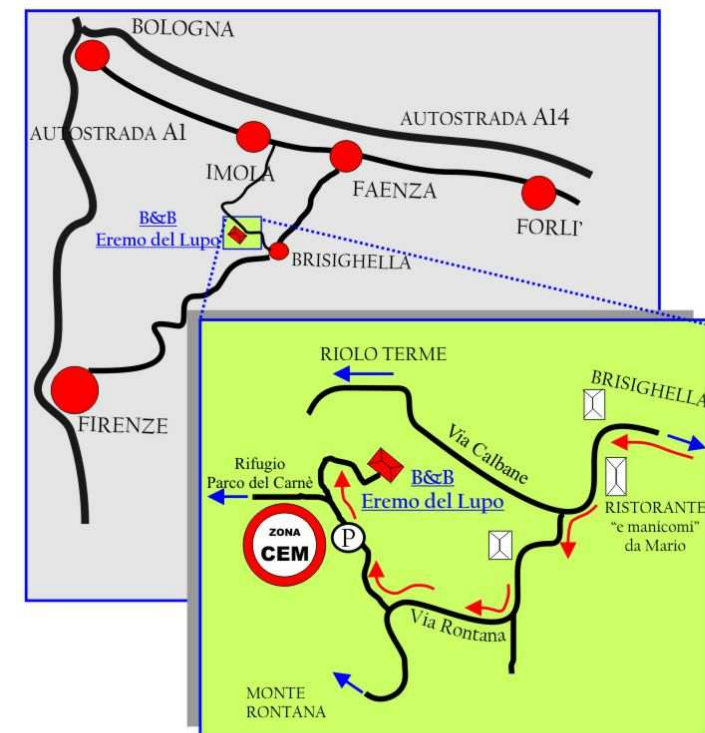 BOLOGNA
AUTOSTRADA A14
AUTOSTRADA A1
IMOLA
FAENZA
FORLI'
B&B
Eremo del Lupo
BRISIGHELLA
FIRENZE
RIOLO TERME
BRISIGHELLA
Via Calbane
Rifugio
Parco del Carnè
B&B
Eremo del Lupo
RISTORANTE
“e manicomi”
da Mario
ZONA
CEM
P
Via Rontana
MONTE
RONTANA